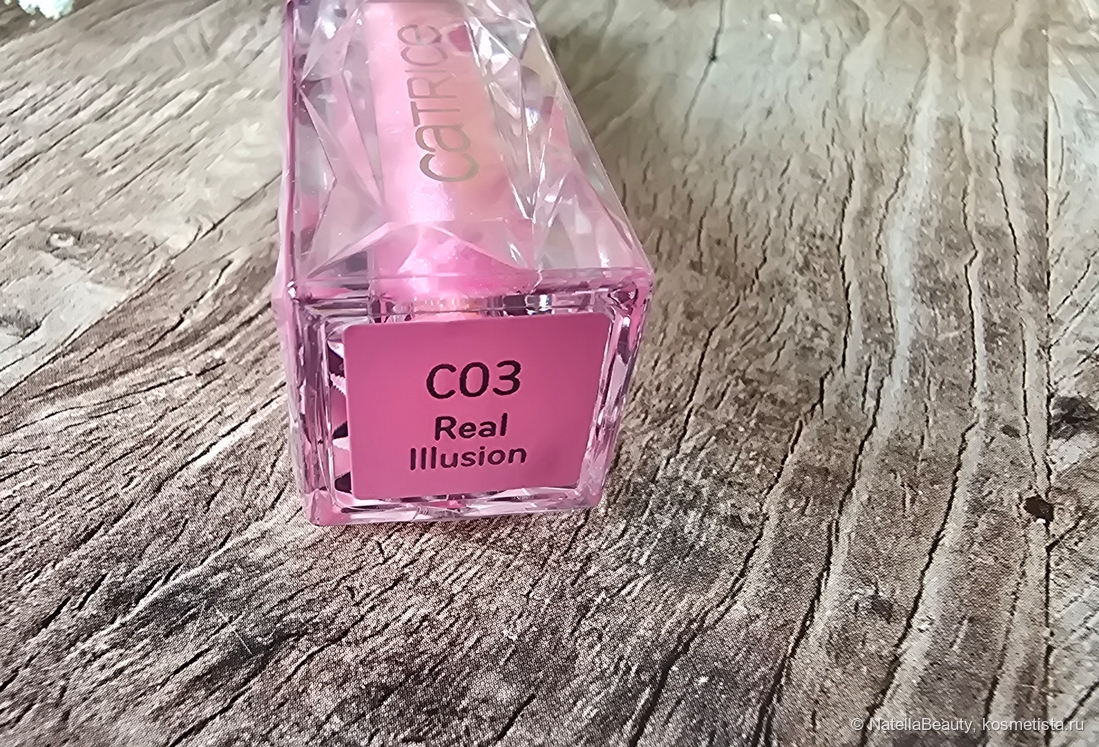 CATRICE
C03
Real
Illusion
© NatellaBeauty, kosmetista.ru